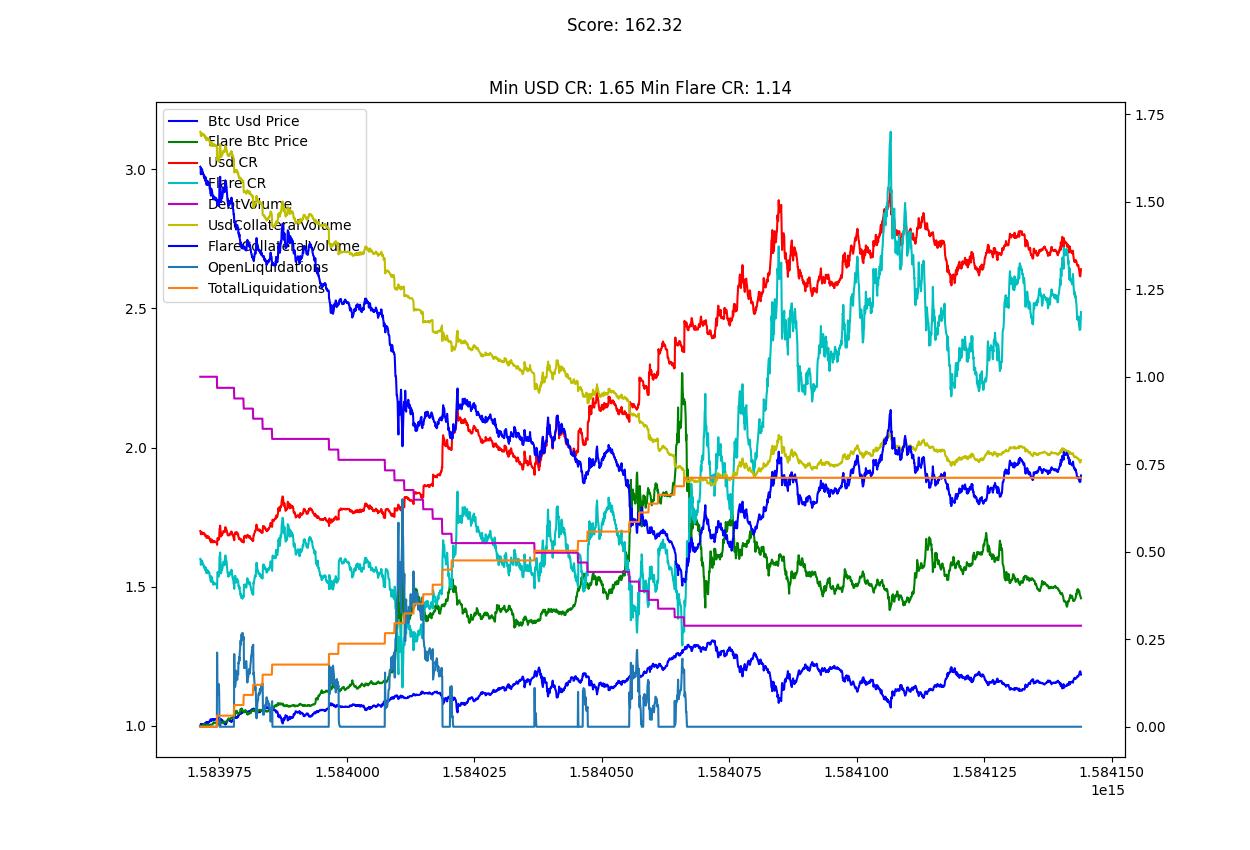 Score: 162.32
Min USD CR: 1.65 Min Flare CR: 1.14
Btc Usd Price
Flare Btc Price
Usd CR
Flare CR
DebtVolume
UsdCollateralVolume
FlareCollateralVolume
OpenLiquidations
TotalLiquidations
3.0
2.5
2.0
1.5
1.0
1.75
1.50
1.25
1.00
0.75
0.50
0.25
0.00
1.583975
1.584000
1.584025
1.584050
1.584075
1.584100
1.584125
1.584150
1e15